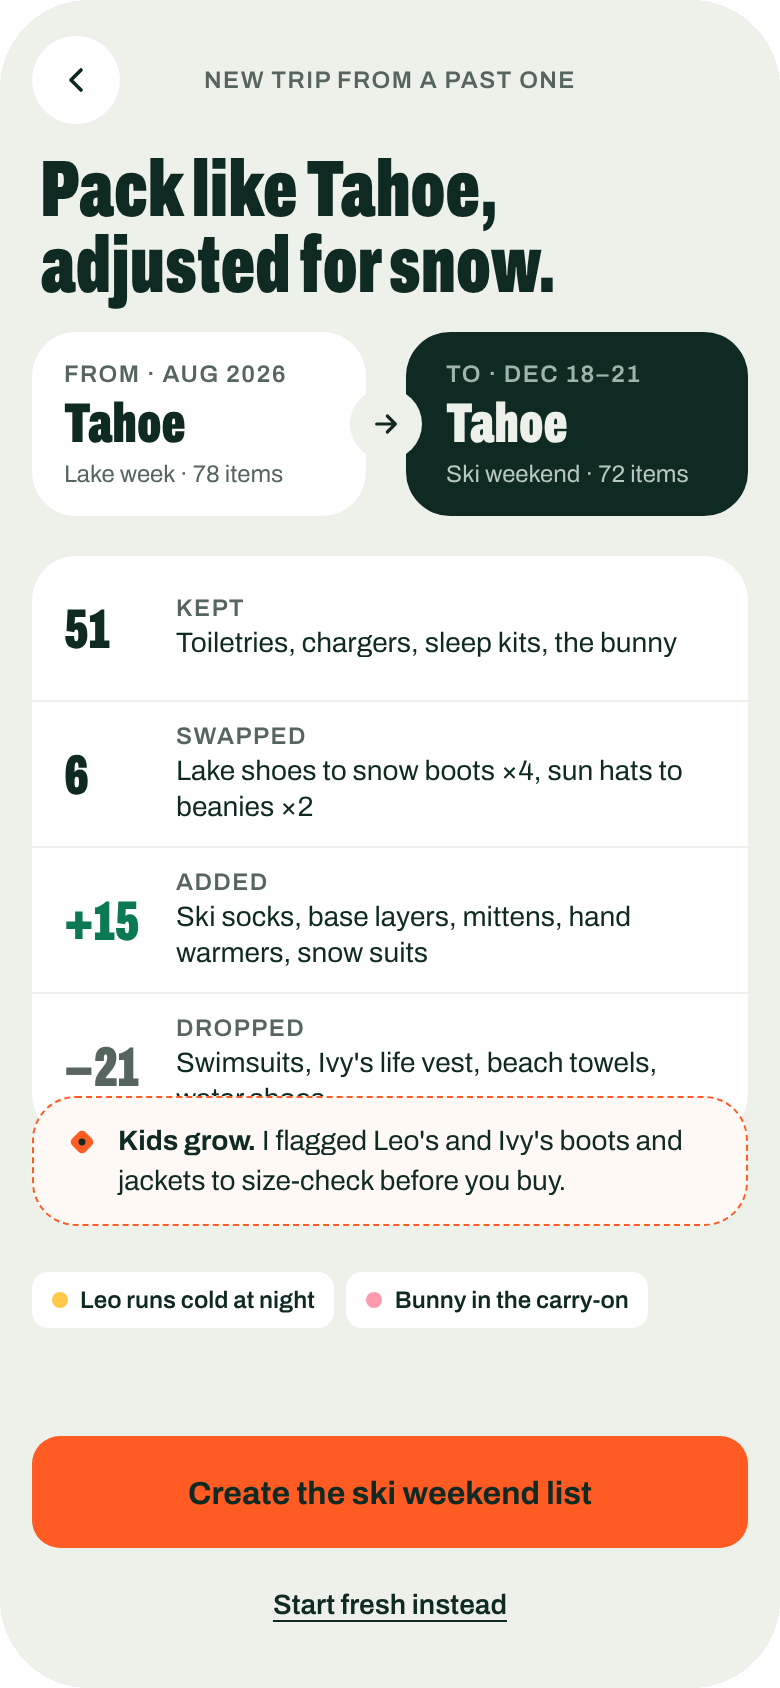 NEW TRIP FROM A PAST ONE
Pack like Tahoe,
adjusted for snow.
FROM · AUG 2026
Tahoe
Lake week · 78 items
TO · DEC 18–21
Tahoe
Ski weekend · 72 items
51
KEPT
Toiletries, chargers, sleep kits, the bunny
6
SWAPPED
Lake shoes to snow boots ×4, sun hats to
beanies ×2
+15
ADDED
Ski socks, base layers, mittens, hand
warmers, snow suits
–21
DROPPED
Swimsuits, Ivy's life vest, beach towels,
water shoes
Kids grow. I flagged Leo's and Ivy's boots and
jackets to size-check before you buy.
Leo runs cold at night
Bunny in the carry-on
Create the ski weekend list
Start fresh instead